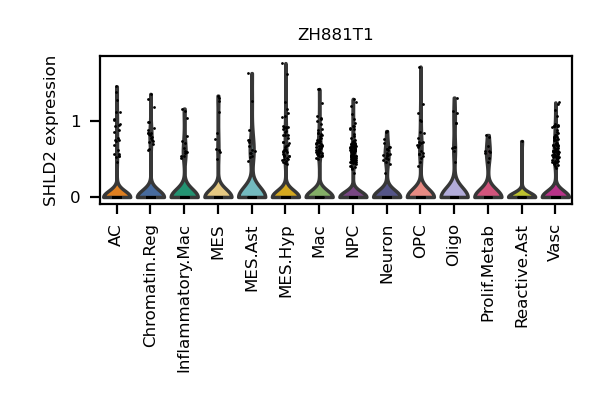 ZH881T1
SHLD2 expression
1
0
AC
Chromatin.Reg
Inflammatory.Mac
MES
MES.Ast
MES.Hyp
Mac
NPC
Neuron
OPC
Oligo
Prolif.Metab
Reactive.Ast
Vasc